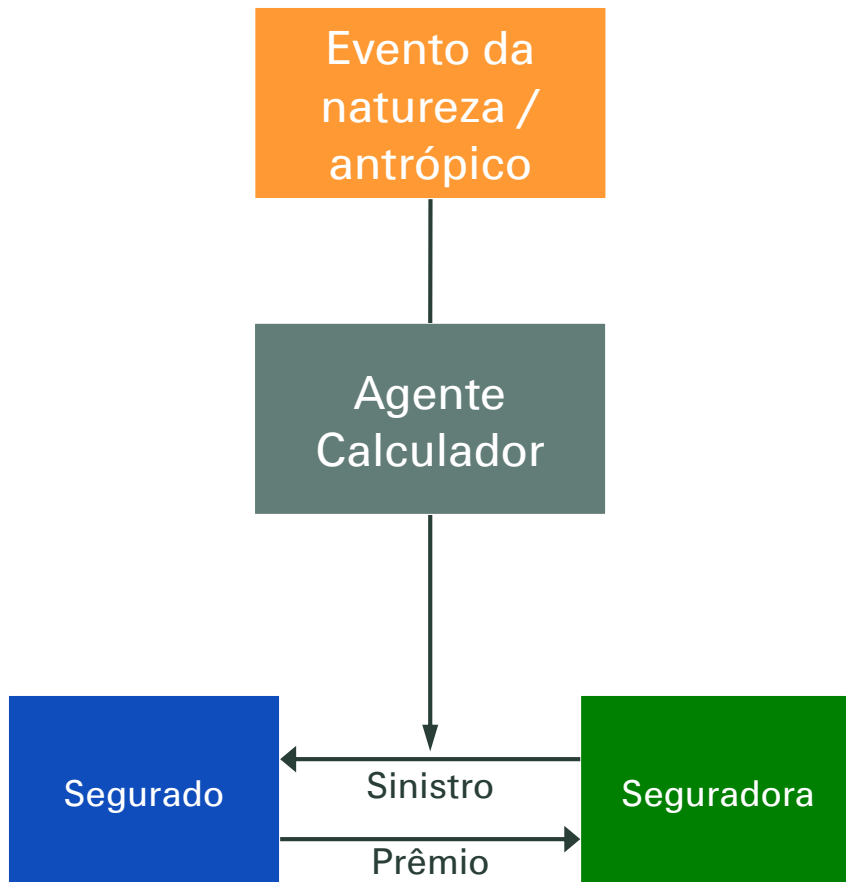 Evento da
natureza /
antrópico
Agente
Calculador
Segurado
Sinistro
Prêmio
Seguradora